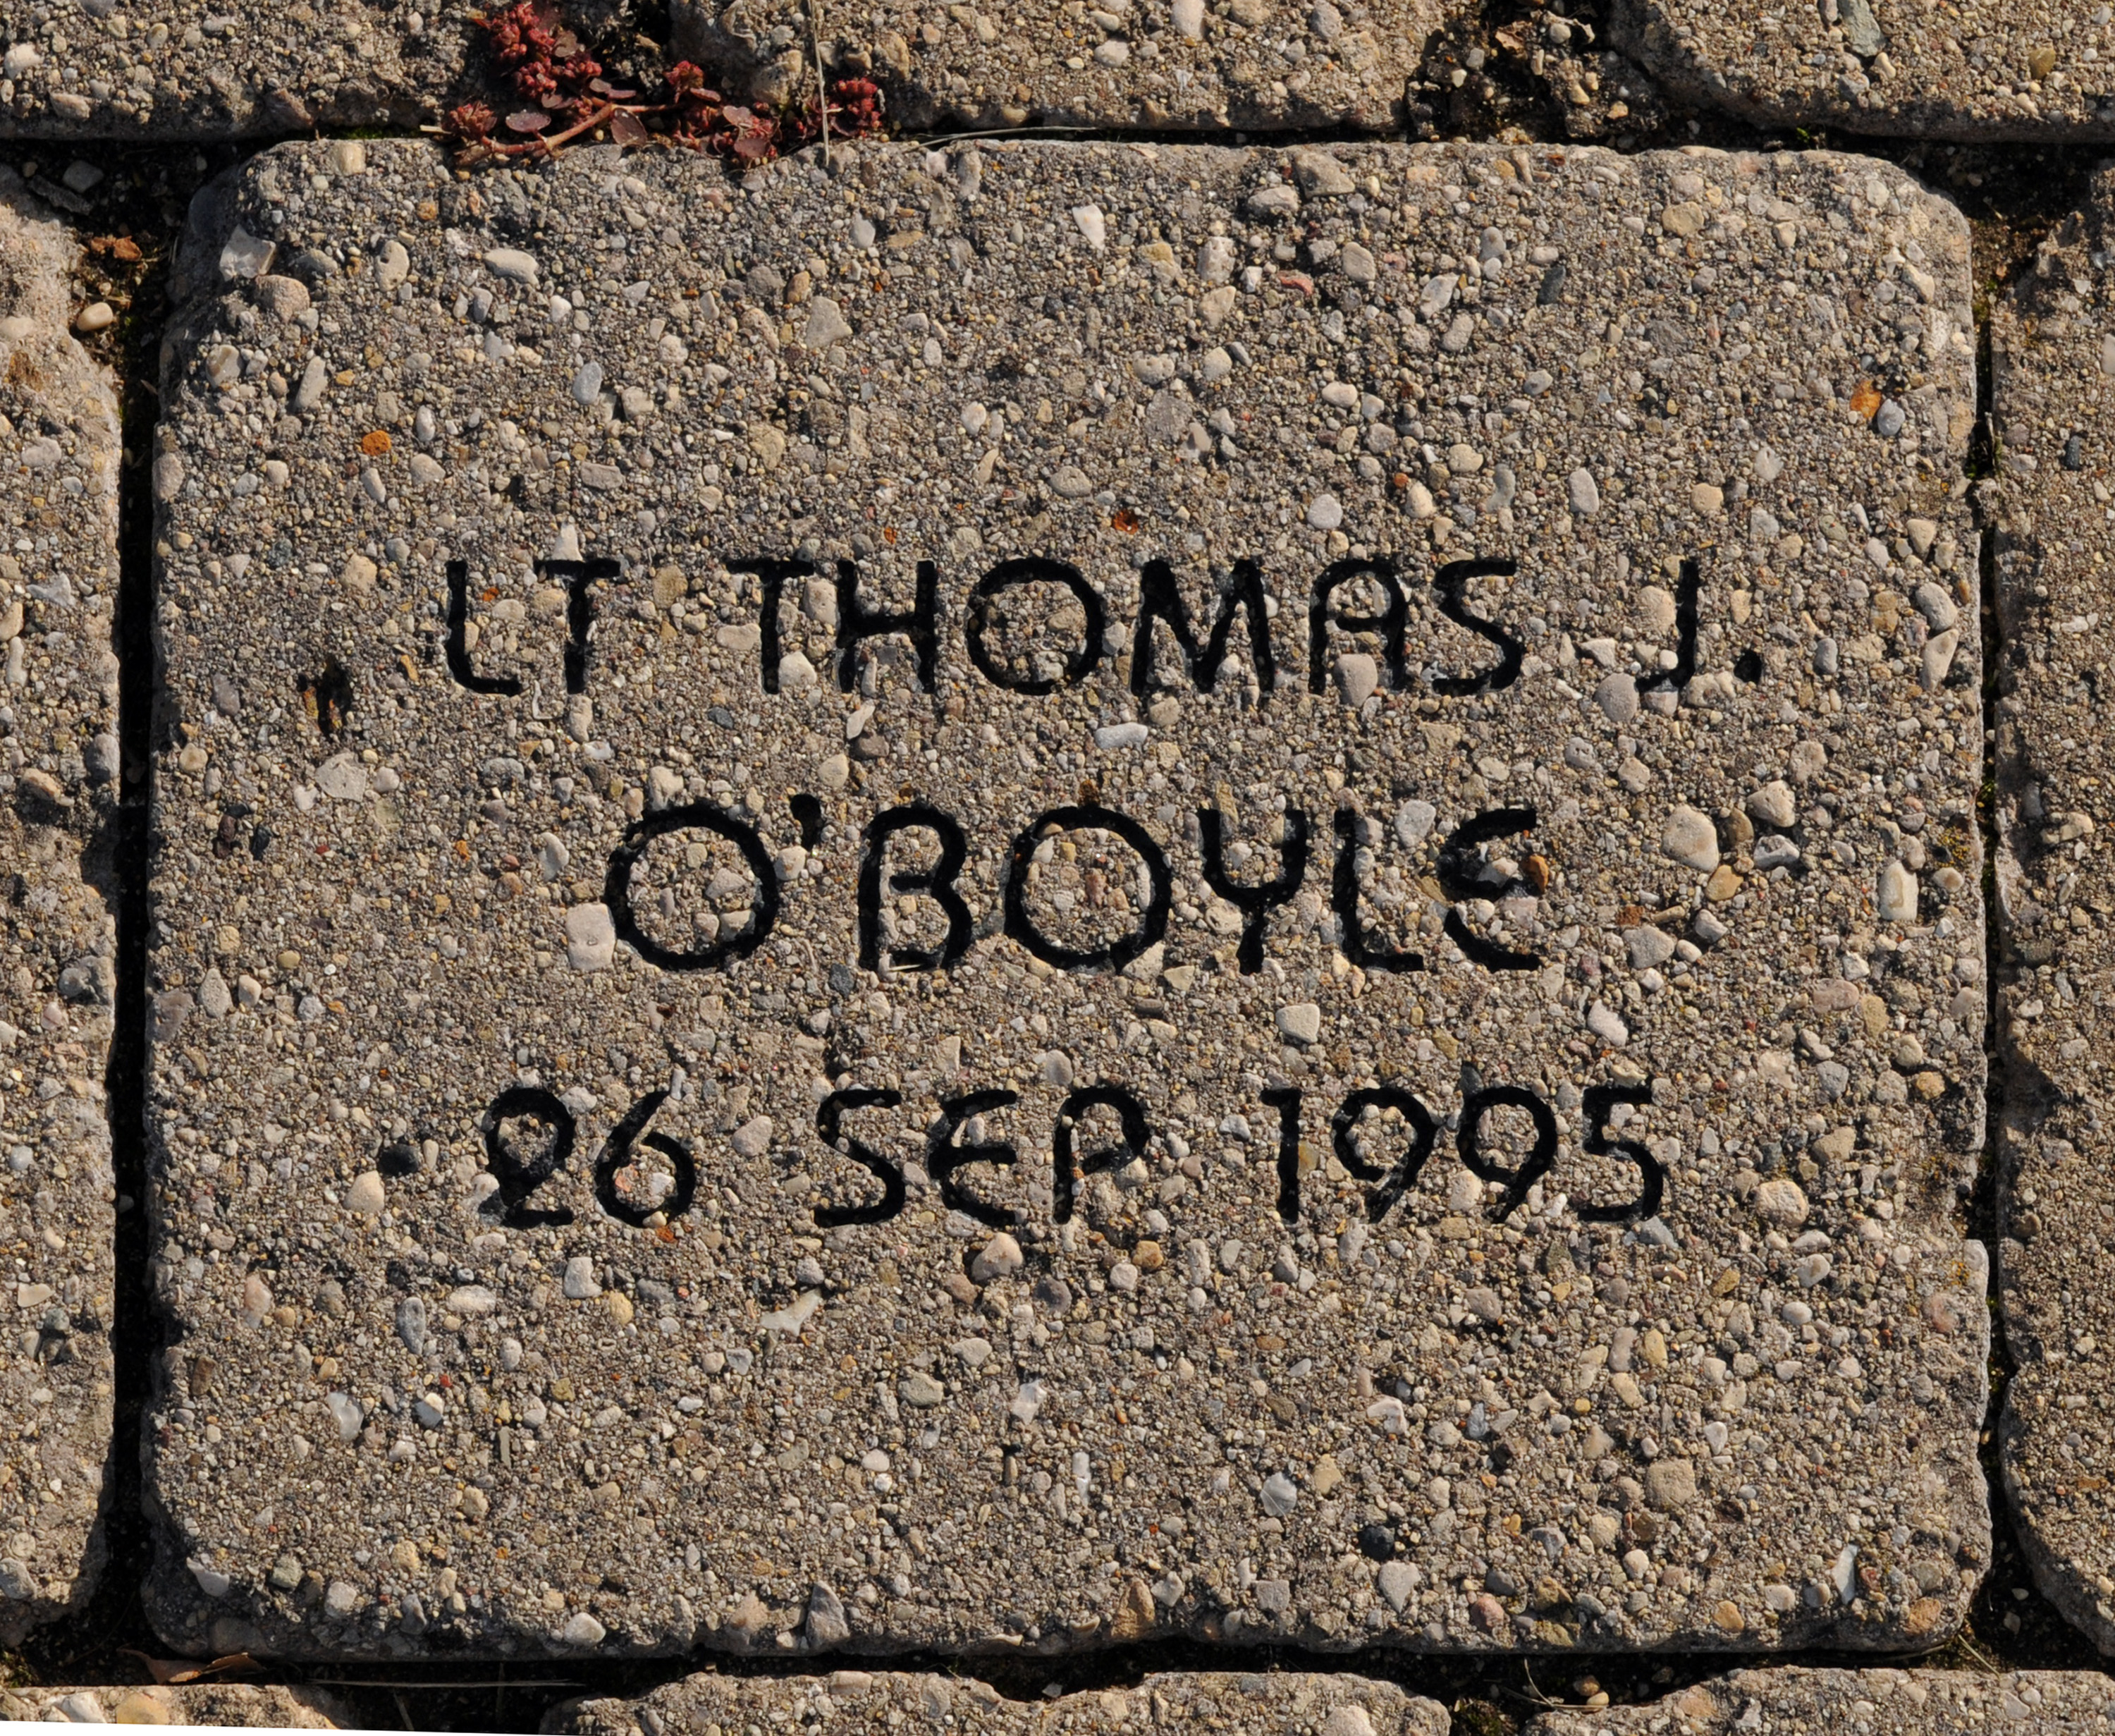 LT THOMAS J.
O'BOYLE
26 SEP 1995